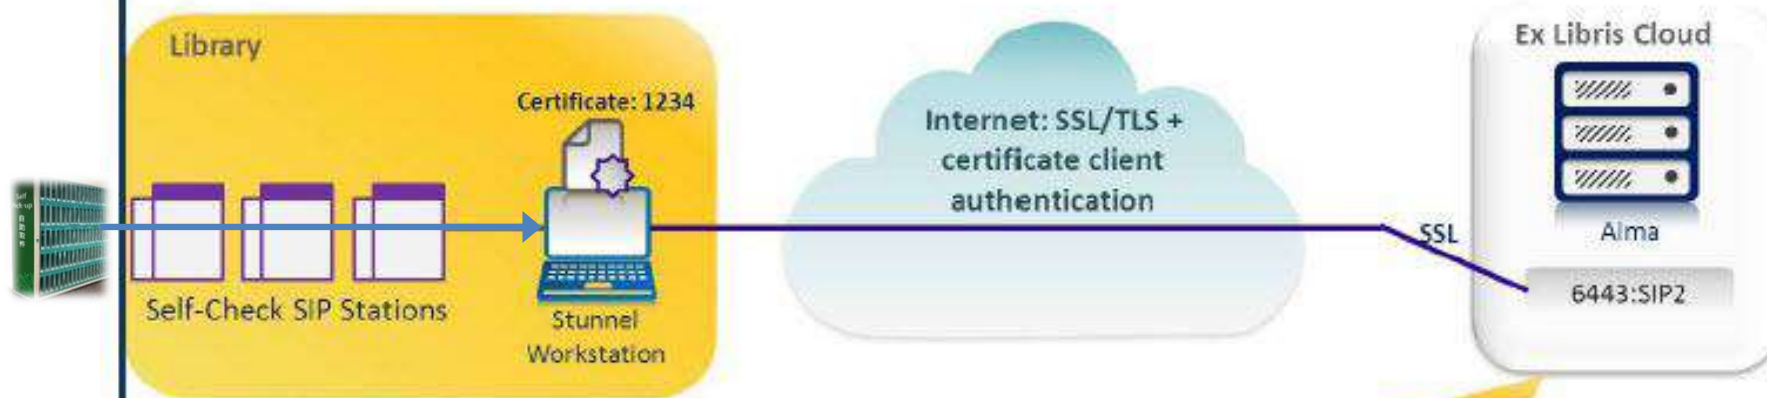 Library
Certificate: 1234
Self-Check SIP Stations
Stunnel
Workstation
Internet: SSL/TLS +
certificate client
authentication
SSL
Ex Libris Cloud
Alma
6443:SIP2